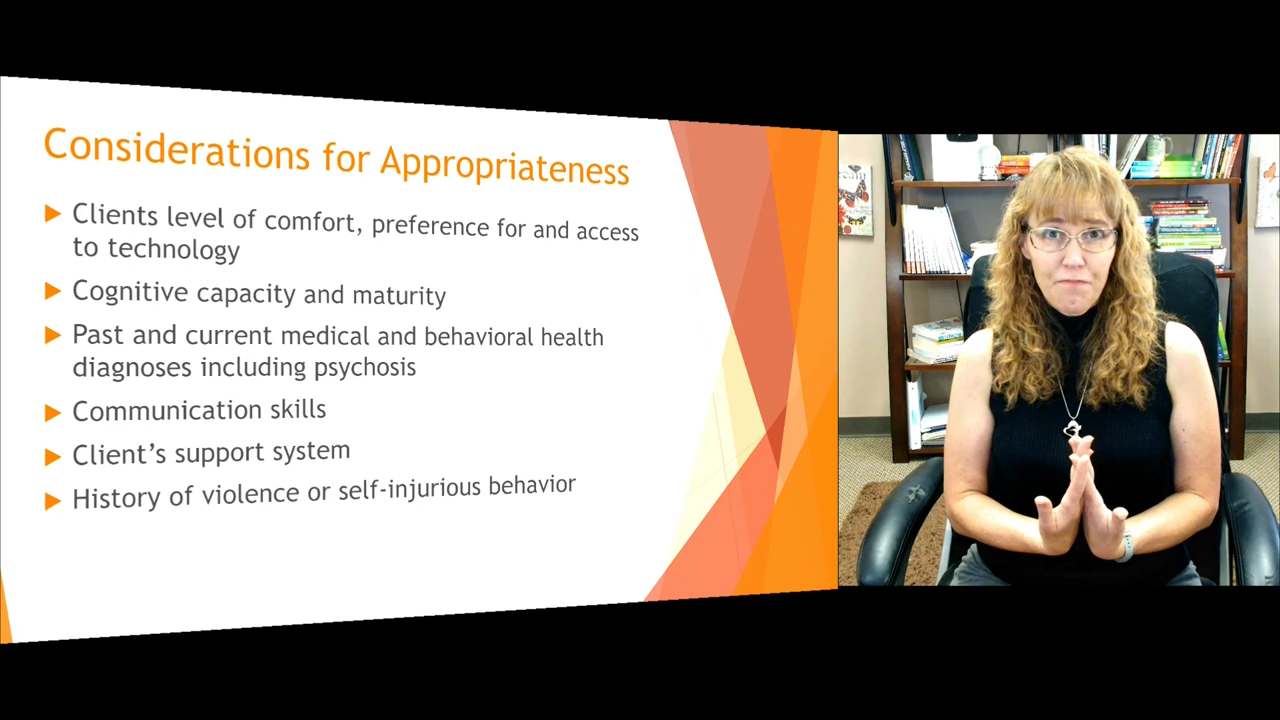 Considerations for Appropriateness
Clients level of comfort, preference for and access
to technology
Cognitive capacity and maturity
Past and current medical and behavioral health
diagnoses including psychosis
Communication skills
Client’s support system
History of violence or self-injurious behavior